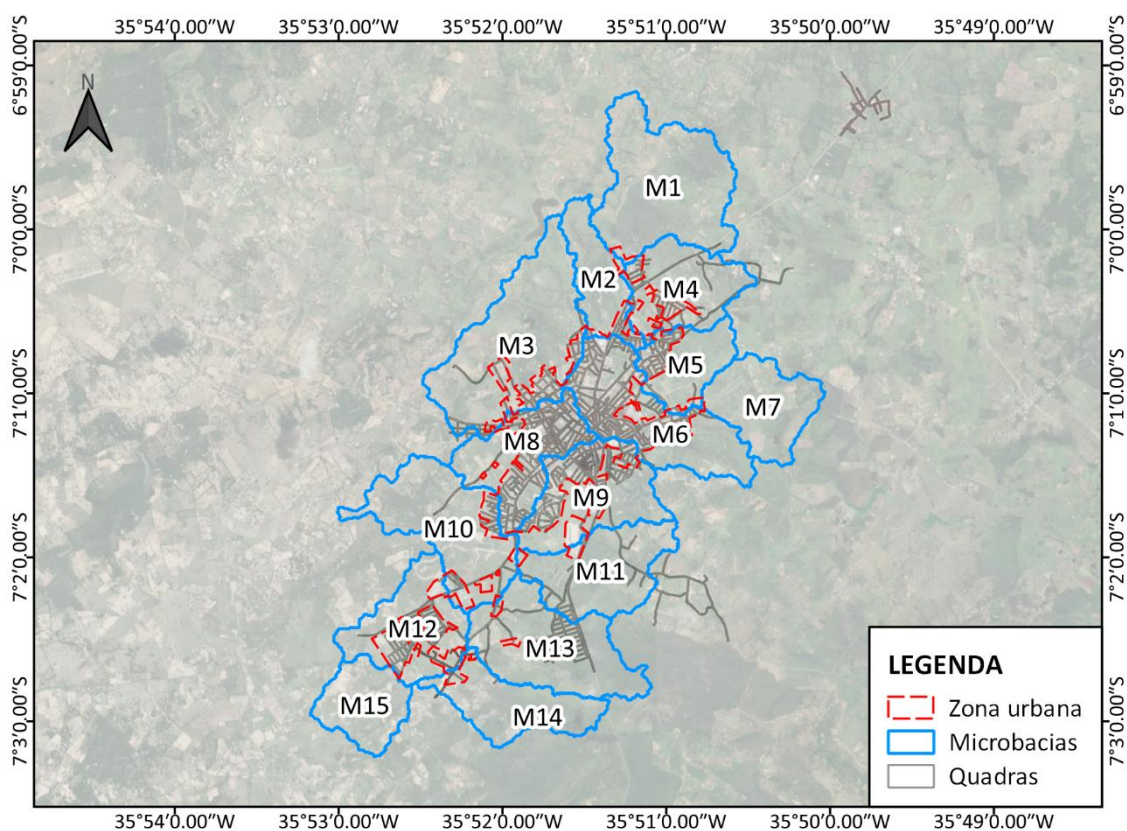 35°54'0.00"S 35°53'0.00"S 35°52'0.00"S 35°51'0.00"S 35°50'0.00"S 35°49'0.00"S
6°59'0.00"S 6°59'0.00"S
N
M1
7°0'0.00"S 7°0'0.00"S
M2
M4
M3
M5
7°1'0.00"S 7°1'0.00"S
M7
M8
M6
M9
M10
7°2'0.00"S 7°2'0.00"S
M11
M12
M13
M15
M14
7°3'0.00"S 7°3'0.00"S
LEGENDA
Zona urbana
Microbacias
Quadras
35°54'0.00"S 35°53'0.00"S 35°52'0.00"S 35°51'0.00"S 35°50'0.00"S 35°49'0.00"S